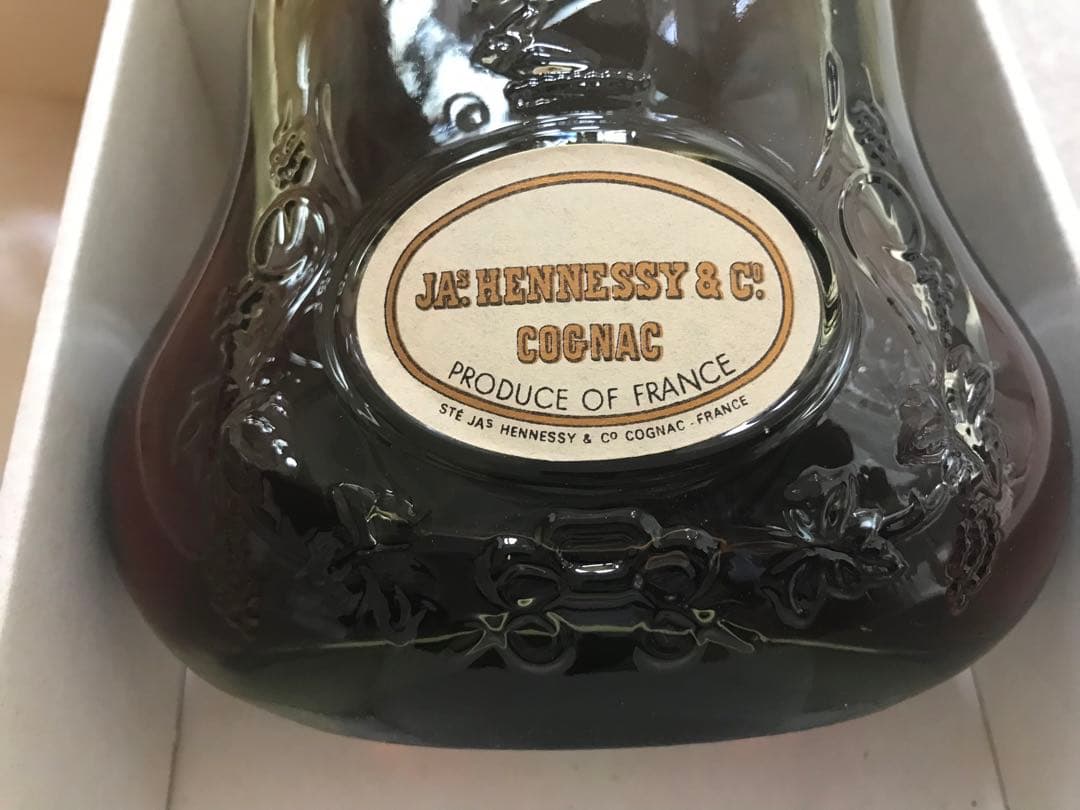 JAS. HENNESSY & CO.
COGNAC
PRODUCE OF FRANCE
STÉ JAS HENNESSY & CO COGNAC - FRANCE